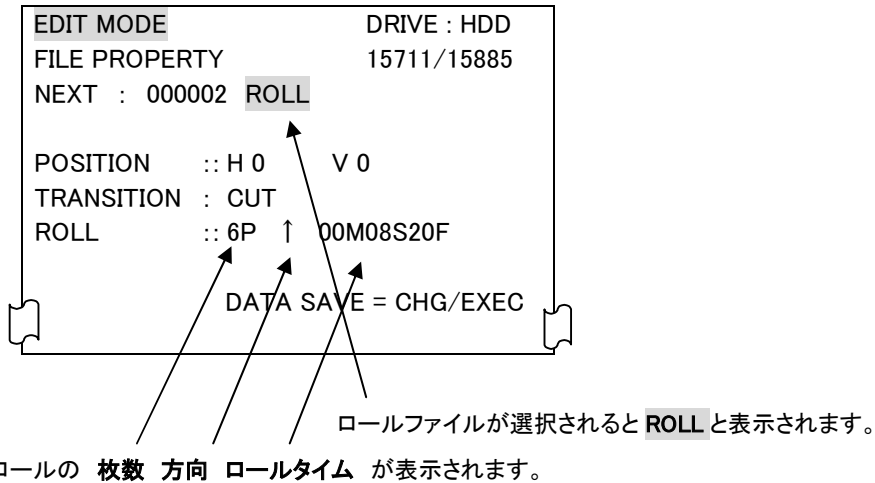 EDIT MODE DRIVE : HDD
FILE PROPERTY 15711/15885
NEXT : 000002 ROLL
POSITION :: H 0 V 0
TRANSITION : CUT
ROLL :: 6P ↑ 00M08S20F
DATA SAVE = CHG/EXEC
ロールファイルが選択されると ROLL と表示されます。
ロールの 枚数 方向 ロールタイム が表示されます。